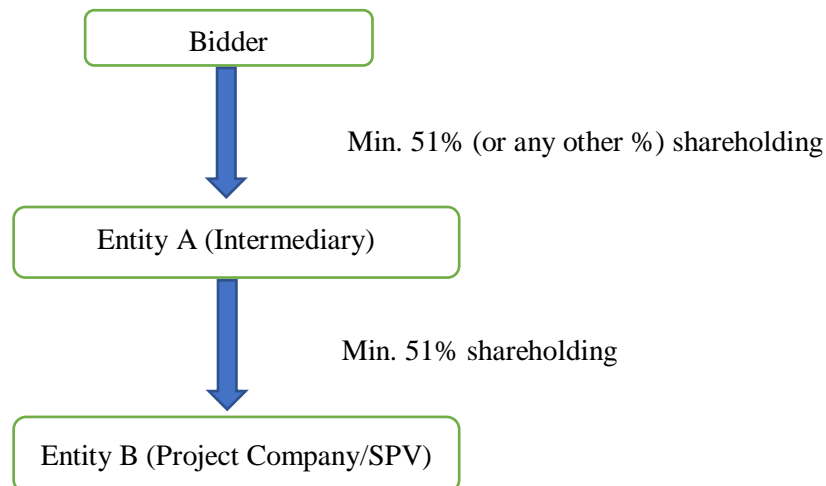 Bidder
Min. 51% (or any other %) shareholding
Entity A (Intermediary)
Min. 51% shareholding
Entity B (Project Company/SPV)